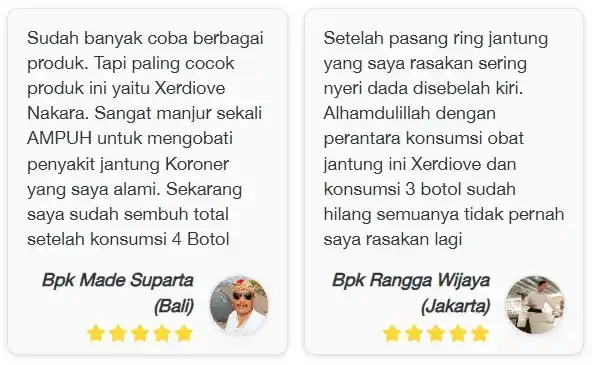 Sudah banyak coba berbagai
produk. Tapi paling cocok
produk ini yaitu Xerdiove
Nakara. Sangat manjur sekali
AMPUH untuk mengobati
penyakit jantung Koroner
yang saya alami. Sekarang
saya sudah sembuh total
setelah konsumsi 4 Botol
Bpk Made Suparta
(Bali)
Setelah pasang ring jantung
yang saya rasakan sering
nyeri dada disebelah kiri.
Alhamdulillah dengan
perantara konsumsi obat
jantung ini Xerdiove dan
konsumsi 3 botol sudah
hilang semuanya tidak pernah
saya rasakan lagi
Bpk Rangga Wijaya
(Jakarta)